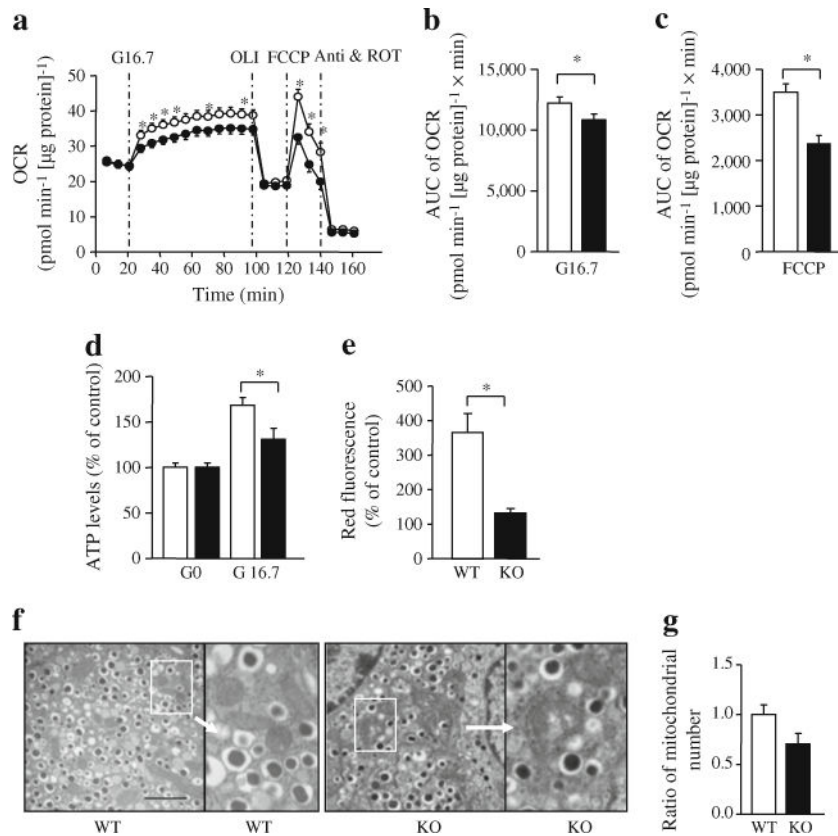 a
G16.7 OLI FCCP Anti & ROT
OCR
(pmol min⁻¹ [µg protein]⁻¹)
50
40
30
20
10
0
* * * * * * * * *
0 20 40 60 80 100 120 140 160
Time (min)
b
AUC of OCR
(pmol min⁻¹ [µg protein]⁻¹ × min)
15,000
10,000
5,000
0
*
G16.7
c
AUC of OCR
(pmol min⁻¹ [µg protein]⁻¹ × min)
4,000
3,000
2,000
1,000
0
*
FCCP
d
ATP levels (% of control)
200
150
100
50
0
*
G0 G 16.7
e
Red fluorescence
(% of control)
500
400
300
200
100
0
*
WT KO
f
WT WT KO KO
g
Ratio of mitochondrial
number
1.5
1.0
0.5
0.0
WT KO